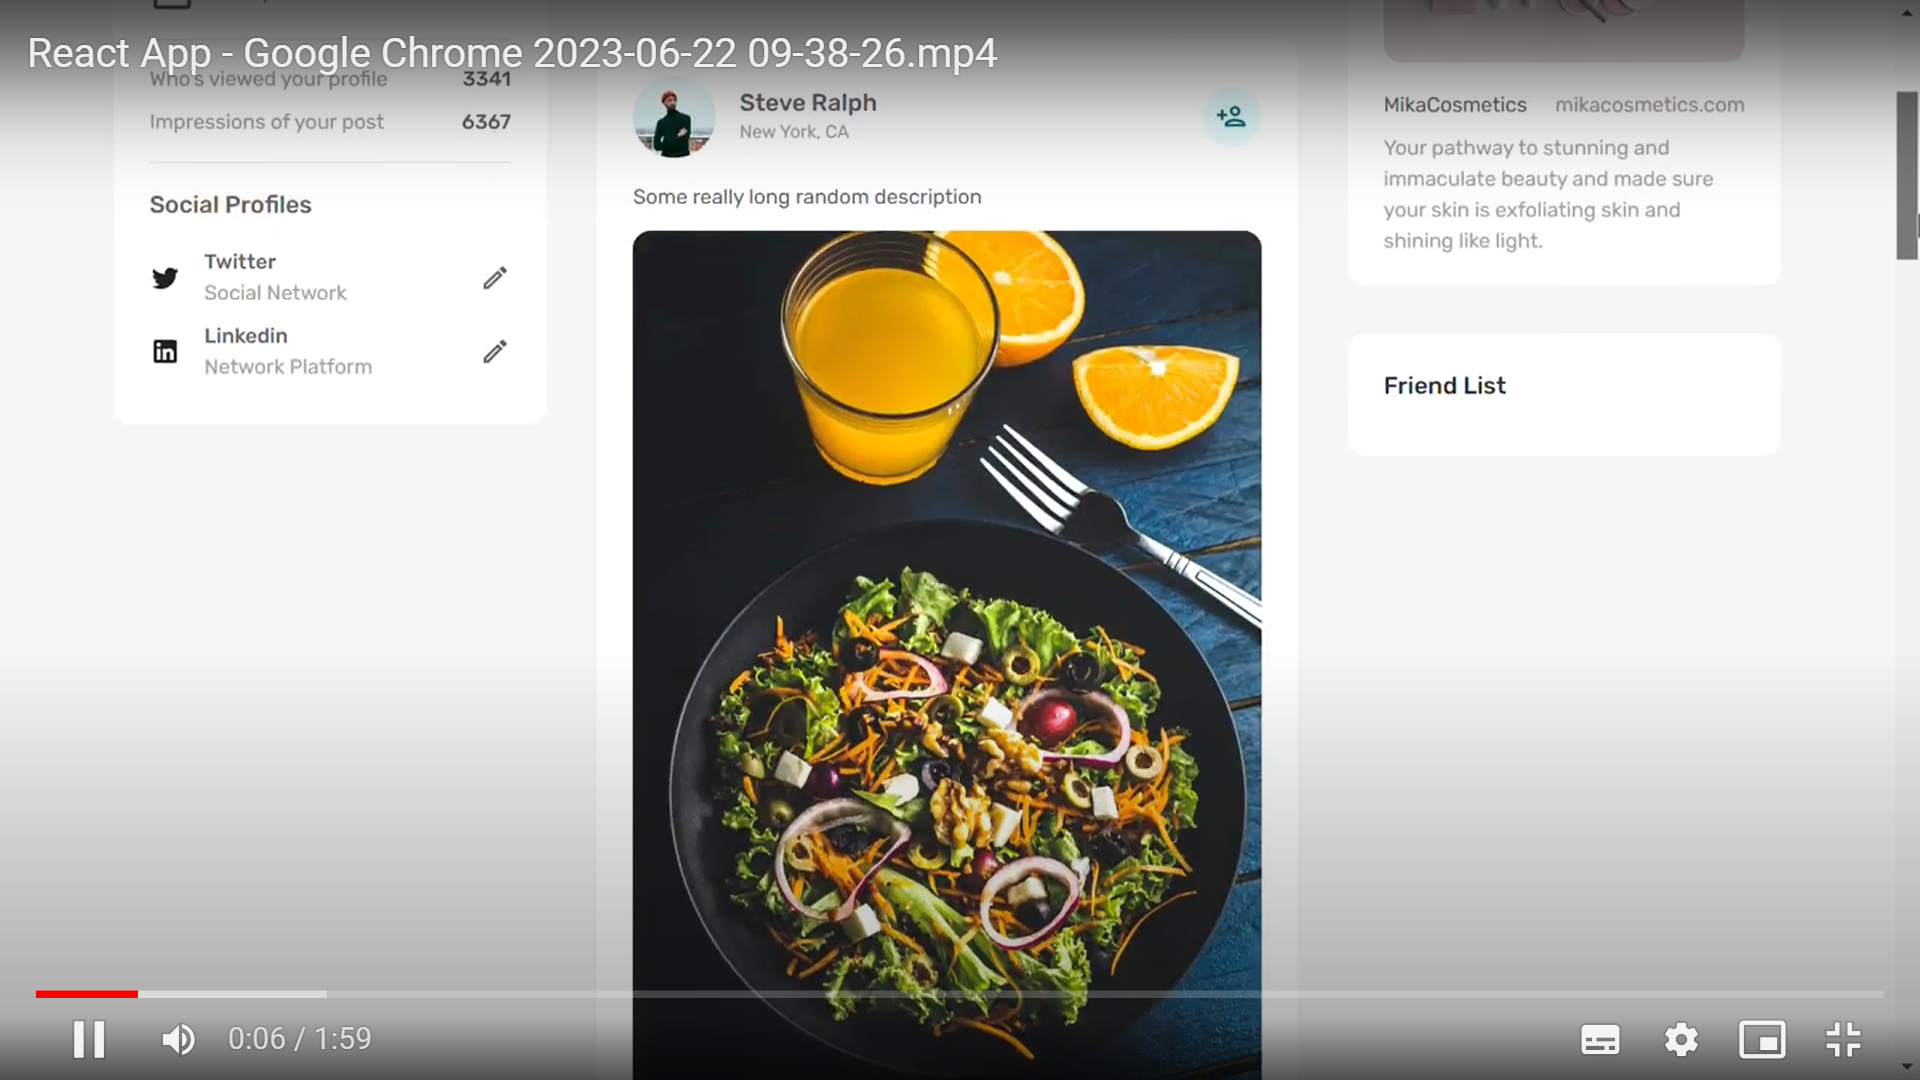 React App - Google Chrome 2023-06-22 09-38-26.mp4
Who's viewed your profile 3341
Impressions of your post 6367
Social Profiles
Twitter
Social Network
Linkedin
Network Platform
Steve Ralph
New York, CA
Some really long random description
MikaCosmetics mikacosmetics.com
Your pathway to stunning and
immaculate beauty and made sure
your skin is exfoliating skin and
shining like light.
Friend List
0:06 / 1:59